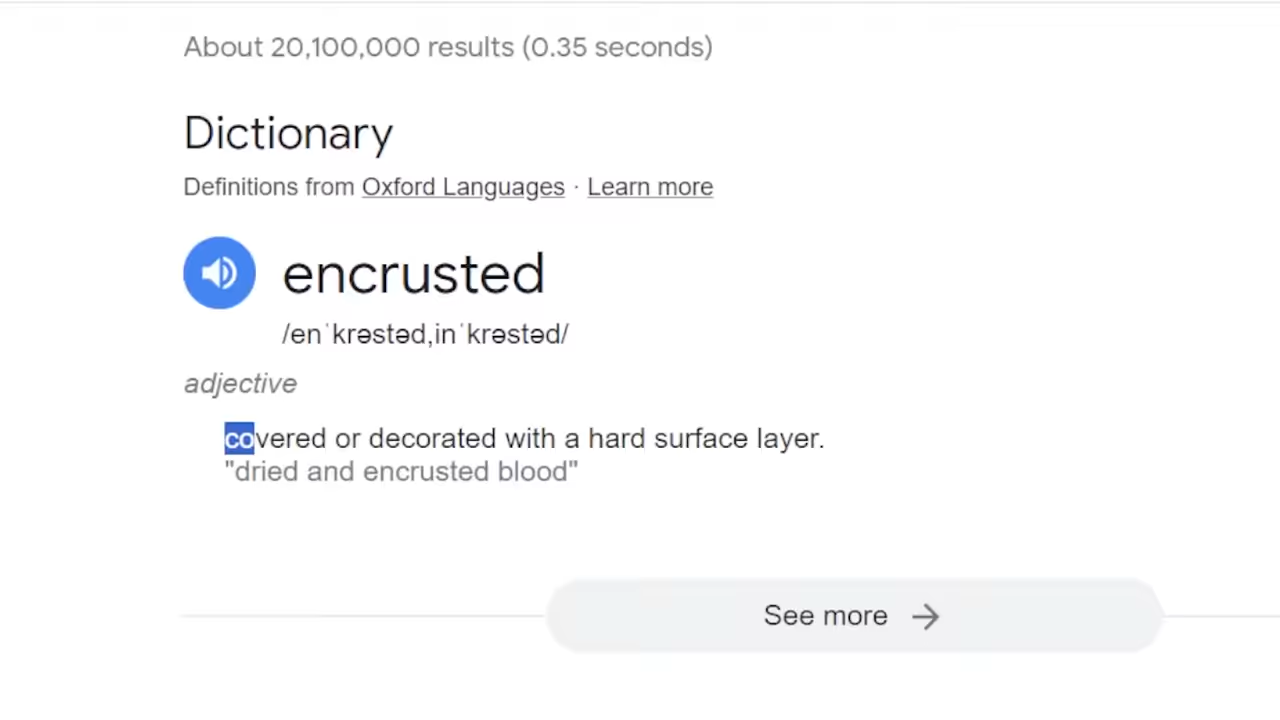 About 20,100,000 results (0.35 seconds)
Dictionary
Definitions from Oxford Languages · Learn more
encrusted
/enˈkrəstəd,inˈkrəstəd/
adjective
covered or decorated with a hard surface layer.
"dried and encrusted blood"
See more →